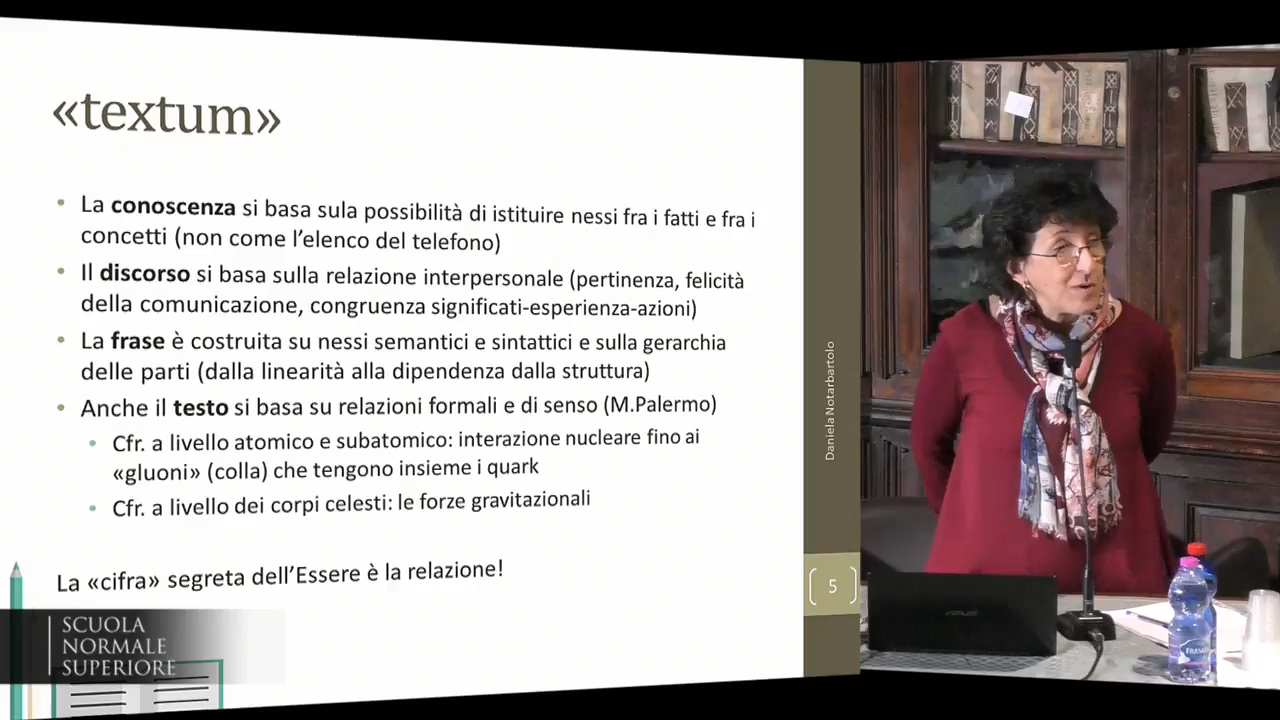 «textum»
La conoscenza si basa sula possibilità di istituire nessi fra i fatti e fra i
concetti (non come l’elenco del telefono)
Il discorso si basa sulla relazione interpersonale (pertinenza, felicità
della comunicazione, congruenza significati-esperienza-azioni)
La frase è costruita su nessi semantici e sintattici e sulla gerarchia
delle parti (dalla linearità alla dipendenza dalla struttura)
Anche il testo si basa su relazioni formali e di senso (M.Palermo)
Cfr. a livello atomico e subatomico: interazione nucleare fino ai
«gluoni» (colla) che tengono insieme i quark
Cfr. a livello dei corpi celesti: le forze gravitazionali
La «cifra» segreta dell’Essere è la relazione!
Daniela Notarbartolo
5
SCUOLA
NORMALE
SUPERIORE
ASUS